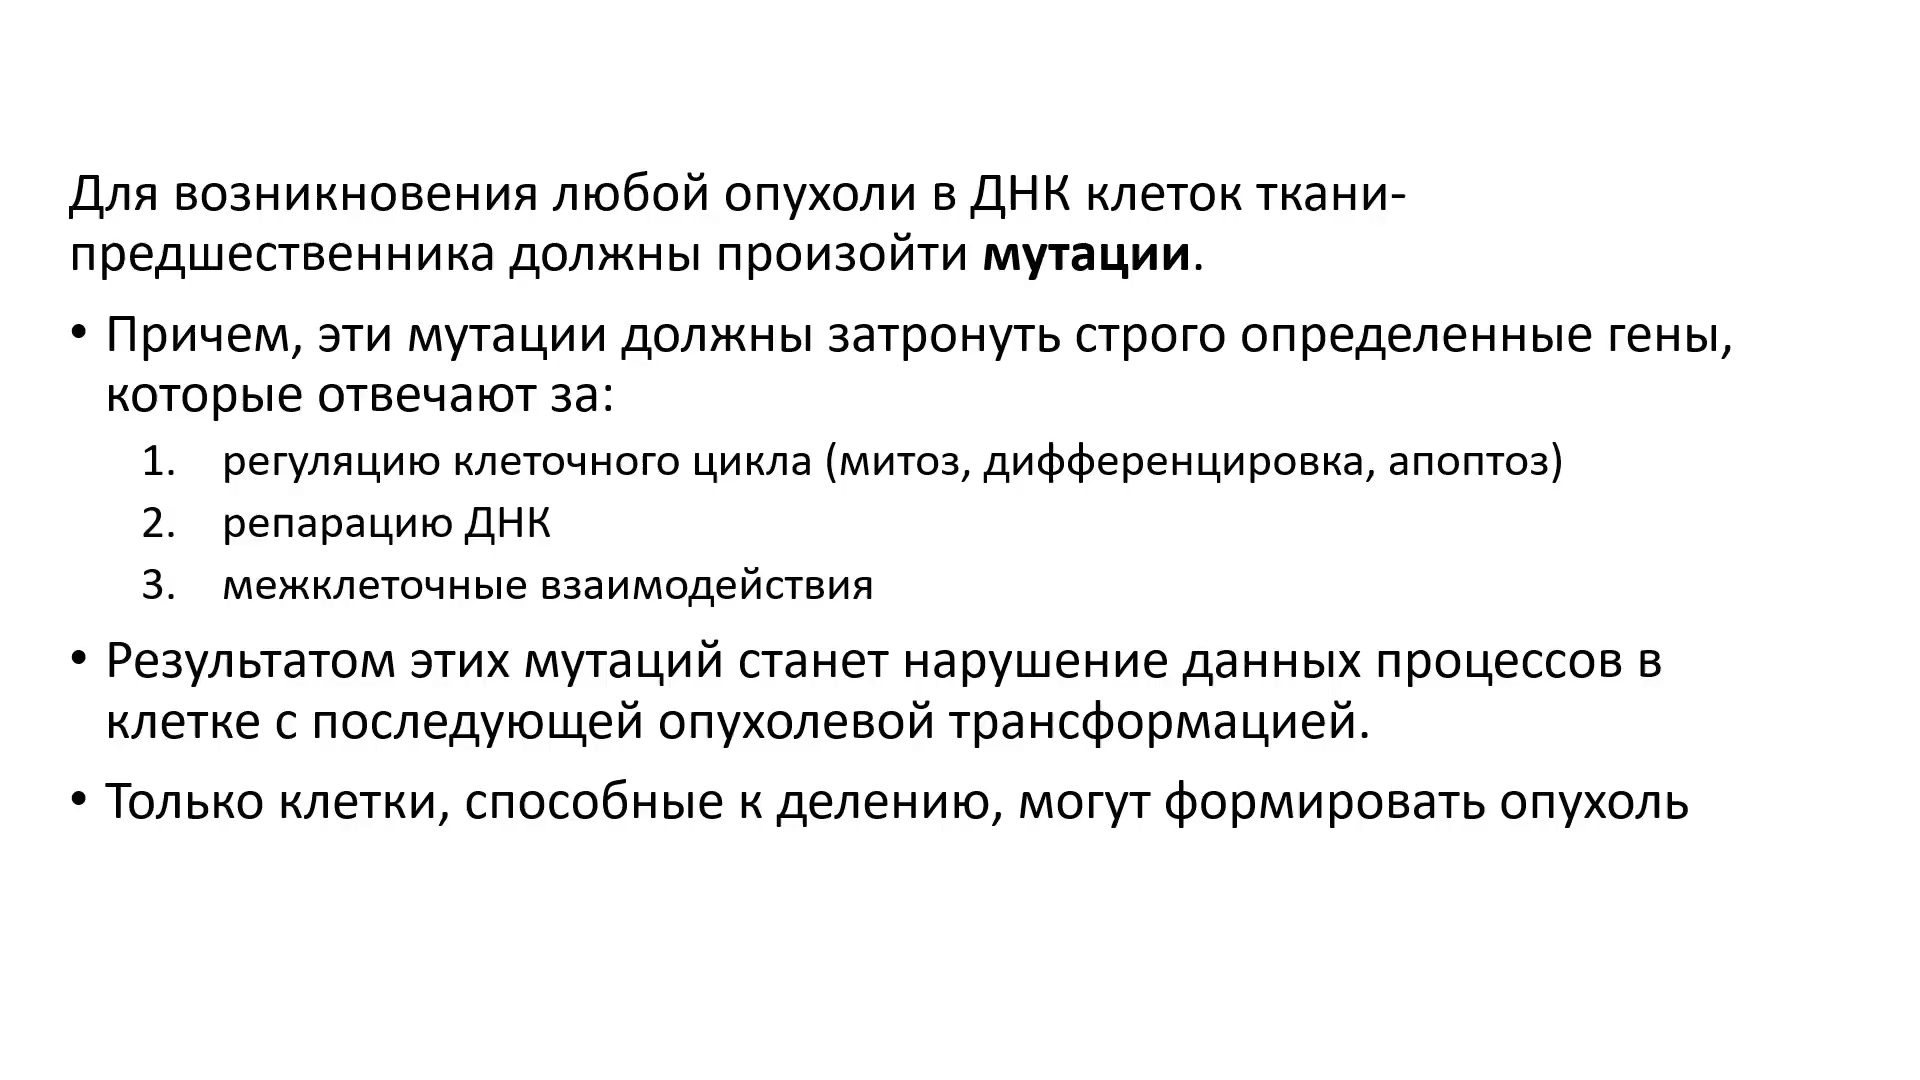 Для возникновения любой опухоли в ДНК клеток ткани-
предшественника должны произойти мутации.
• Причем, эти мутации должны затронуть строго определенные гены,
которые отвечают за:
1. регуляцию клеточного цикла (митоз, дифференцировка, апоптоз)
2. репарацию ДНК
3. межклеточные взаимодействия
• Результатом этих мутаций станет нарушение данных процессов в
клетке с последующей опухолевой трансформацией.
• Только клетки, способные к делению, могут формировать опухоль